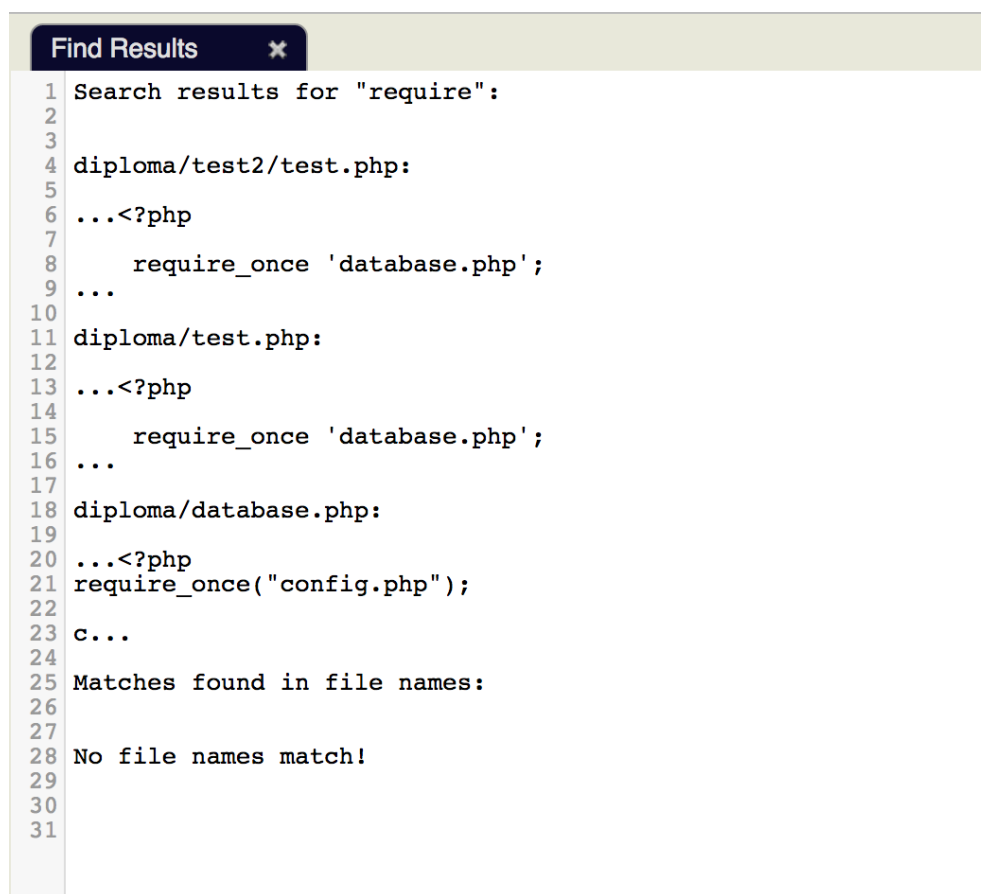 Find Results ✖
1 Search results for "require":
2
3
4 diploma/test2/test.php:
5
6 ...<?php
7
8     require_once 'database.php';
9 ...
10
11 diploma/test.php:
12
13 ...<?php
14
15     require_once 'database.php';
16 ...
17
18 diploma/database.php:
19
20 ...<?php
21 require_once("config.php");
22
23 c...
24
25 Matches found in file names:
26
27
28 No file names match!
29
30
31